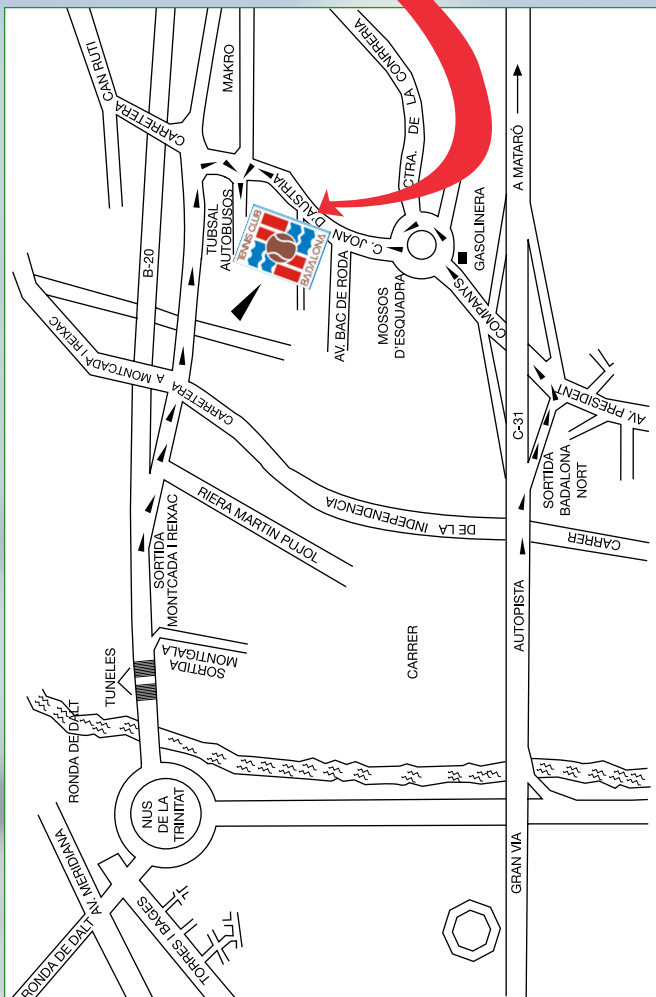 CAN RUTI
CARRETERA
MAKRO
CTRA. DE LA CONRRERIA
A MATARÓ
B-20
TUBSAL
AUTOBUSOS
TENNIS CLUB
BADALONA
C. JOAN D'AUSTRIA
GASOLINERA
AV. BAC DE RODA
MOSSOS
D'ESQUADRA
COMPANYS
AV. PRESIDENT
CARRETERA A MONTCADA I REIXAC
C-31
SORTIDA
BADALONA
NORT
SORTIDA
MONTCADA I REIXAC
RIERA MARTIN PUJOL
DE LA INDEPENDENCIA
CARRER
AUTOPISTA
CARRER
TUNELES
SORTIDA
MONTIGALA
RONDA DE DALT
NUS
DE LA
TRINITAT
AV. MERIDIANA
RONDA DE DALT
TORRES I BAGES
GRAN VIA